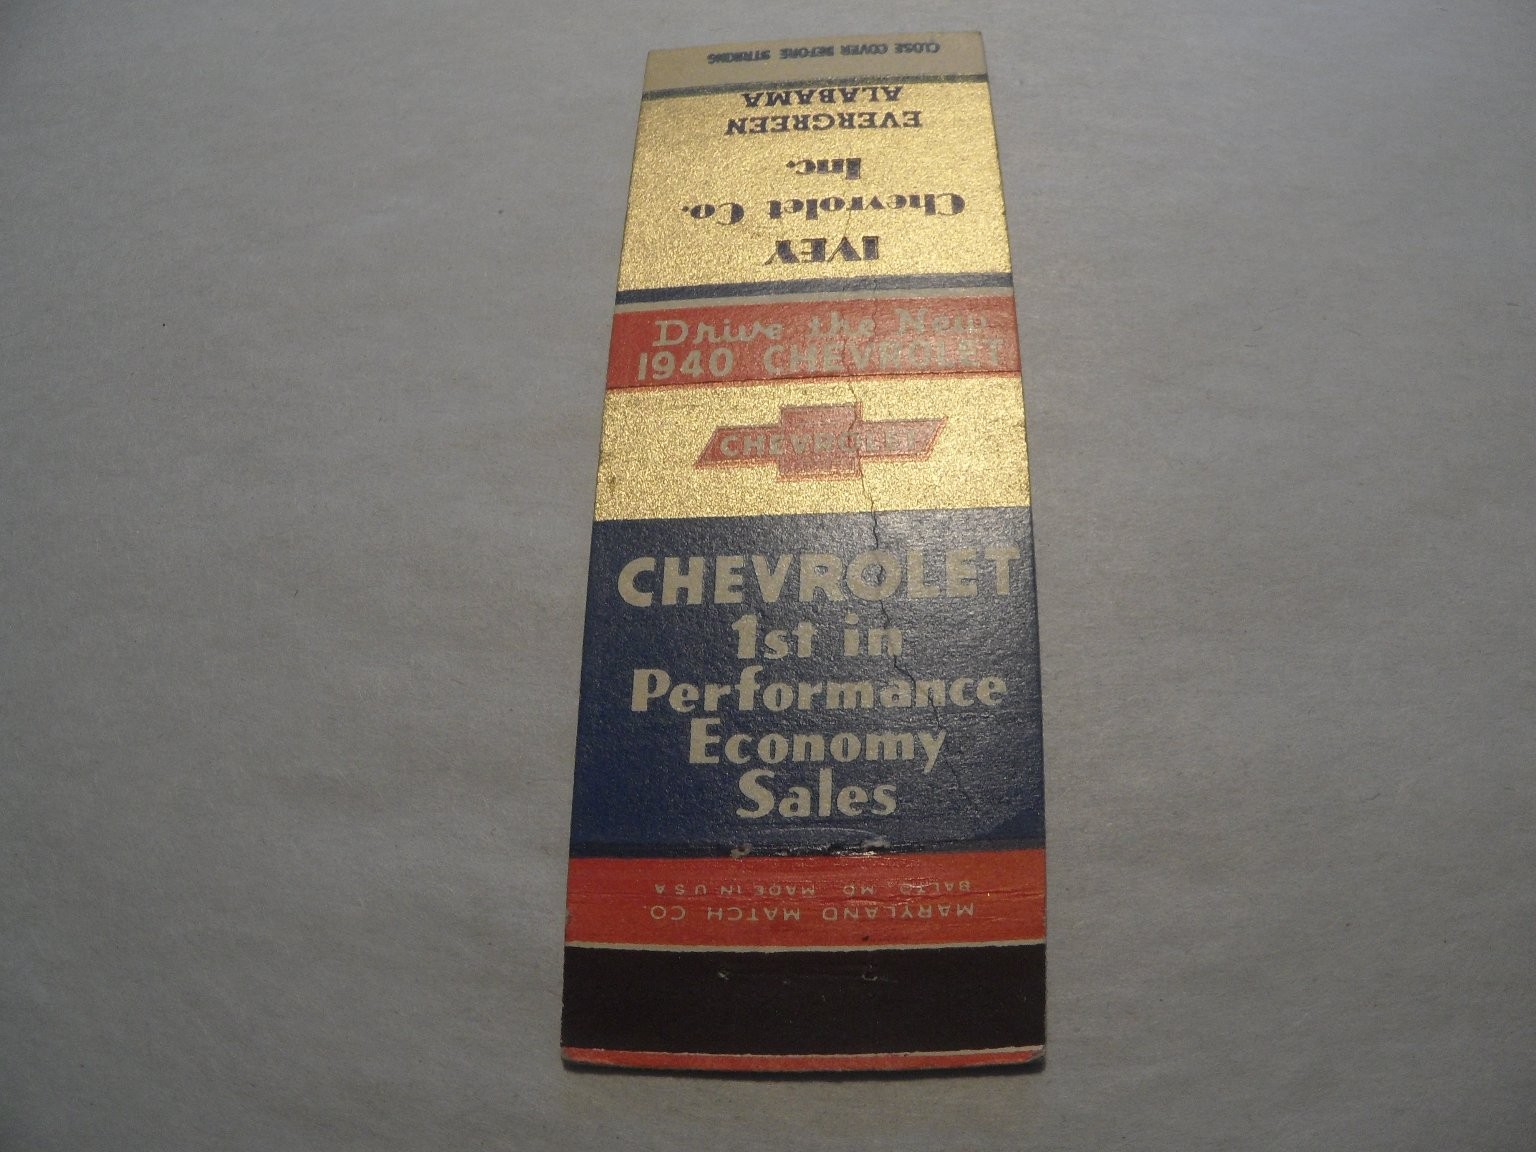 CLOSE COVER BEFORE STRIKING
IVEY
Chevrolet Co.
Inc.
EVERGREEN
ALABAMA
Drive the New
1940 CHEVROLET
CHEVROLET
CHEVROLET
1st in
Performance
Economy
Sales
MARYLAND MATCH CO.
BALTO. MD. MADE IN U S A